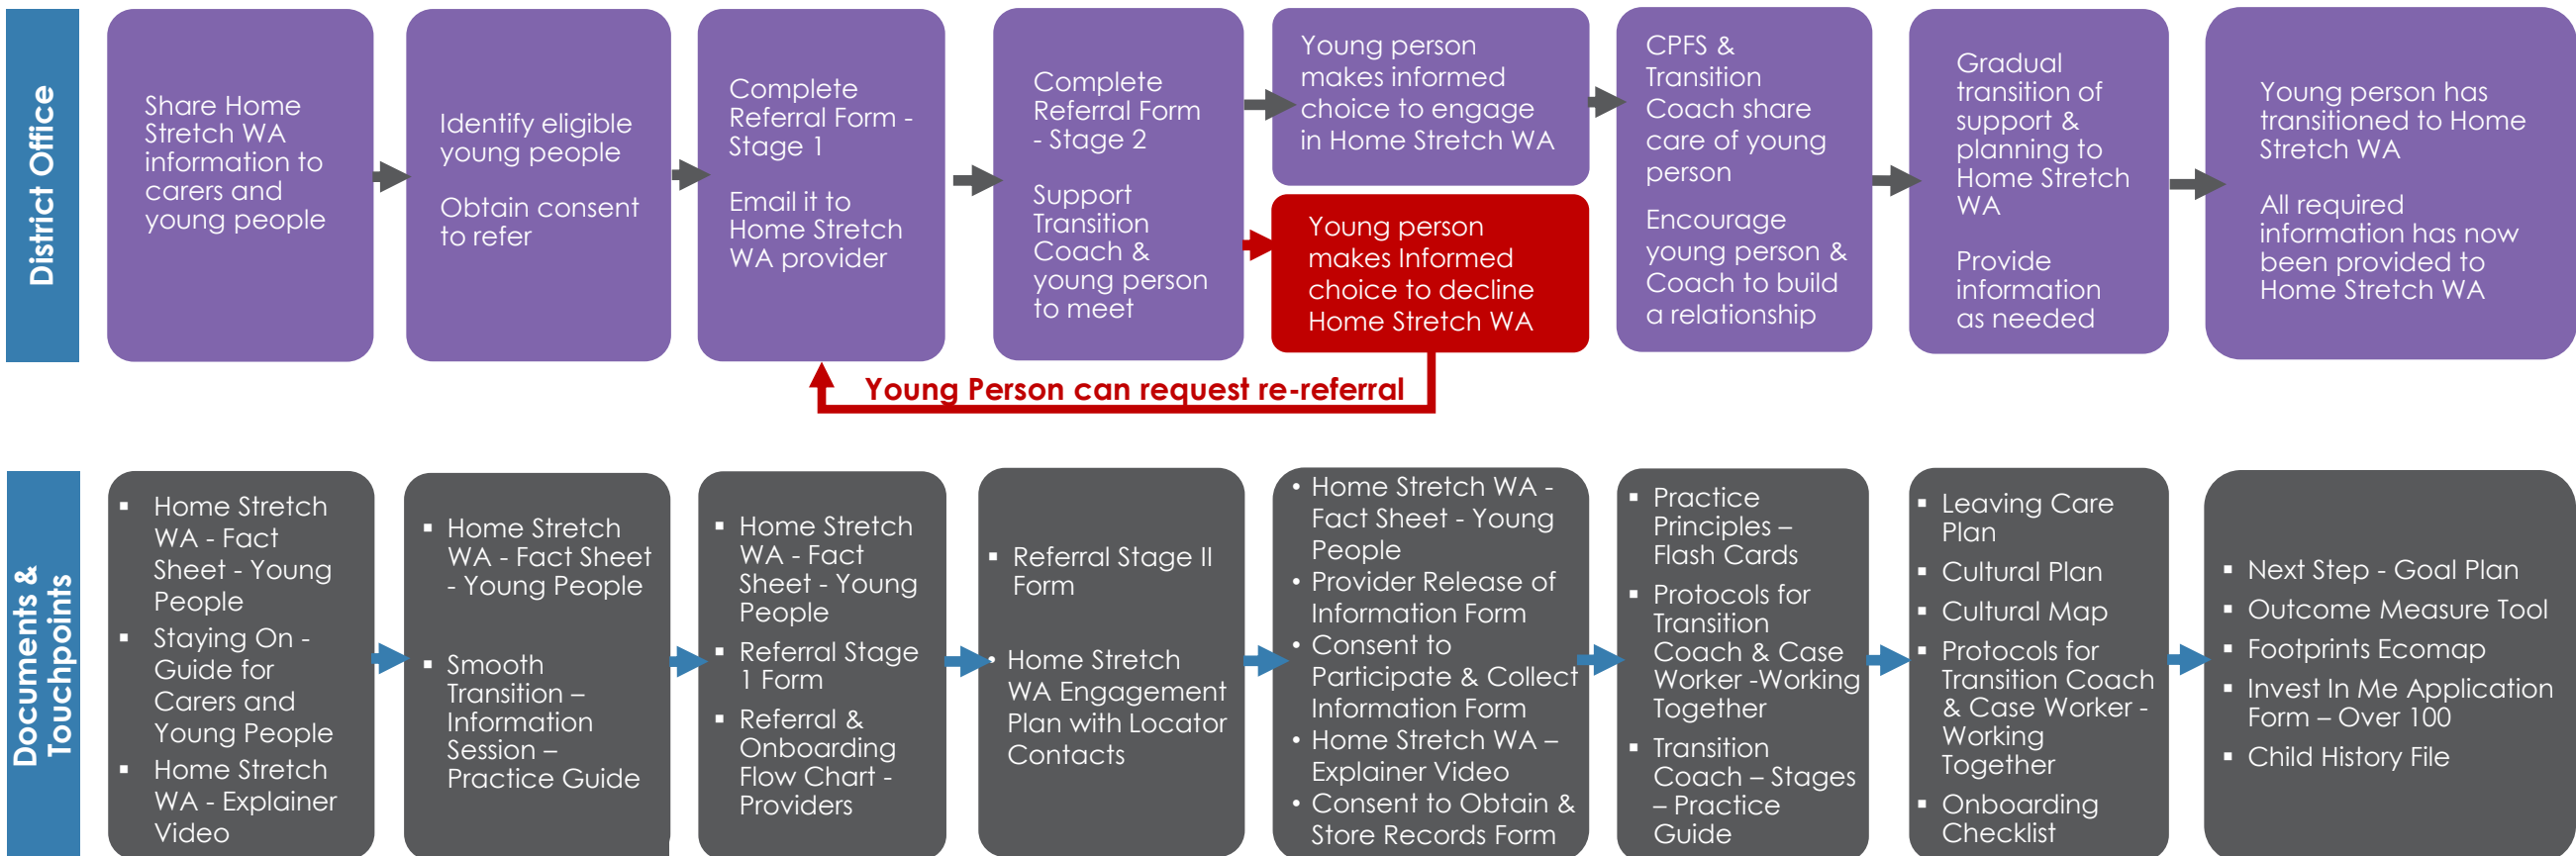 District Office
Share Home
Stretch WA
information to
carers and
young people
Identify eligible
young people
Obtain consent
to refer
Complete
Referral Form -
Stage 1
Email it to
Home Stretch
WA provider
Complete
Referral Form
- Stage 2
Support
Transition
Coach &
young person
to meet
Young person
makes informed
choice to engage
in Home Stretch WA
Young person
makes Informed
choice to decline
Home Stretch WA
CPFS &
Transition
Coach share
care of young
person
Encourage
young person &
Coach to build
a relationship
Gradual
transition of
support &
planning to
Home Stretch
WA
Provide
information
as needed
Young person has
transitioned to Home
Stretch WA
All required
information has now
been provided to
Home Stretch WA
Young Person can request re-referral
Documents &
Touchpoints
▪ Home Stretch
WA - Fact
Sheet - Young
People
▪ Staying On -
Guide for
Carers and
Young People
▪ Home Stretch
WA - Explainer
Video
▪ Home Stretch
WA - Fact Sheet
- Young People
▪ Smooth
Transition –
Information
Session –
Practice Guide
▪ Home Stretch
WA - Fact
Sheet - Young
People
▪ Referral Stage
1 Form
▪ Referral &
Onboarding
Flow Chart -
Providers
▪ Referral Stage II
Form
• Home Stretch
WA Engagement
Plan with Locator
Contacts
• Home Stretch WA -
Fact Sheet - Young
People
• Provider Release of
Information Form
• Consent to
Participate & Collect
Information Form
• Home Stretch WA –
Explainer Video
• Consent to Obtain &
Store Records Form
▪ Practice
Principles –
Flash Cards
▪ Protocols for
Transition
Coach & Case
Worker -Working
Together
▪ Transition
Coach – Stages
– Practice
Guide
▪ Leaving Care
Plan
▪ Cultural Plan
▪ Cultural Map
▪ Protocols for
Transition Coach
& Case Worker -
Working
Together
▪ Onboarding
Checklist
▪ Next Step - Goal Plan
▪ Outcome Measure Tool
▪ Footprints Ecomap
▪ Invest In Me Application
Form – Over 100
▪ Child History File